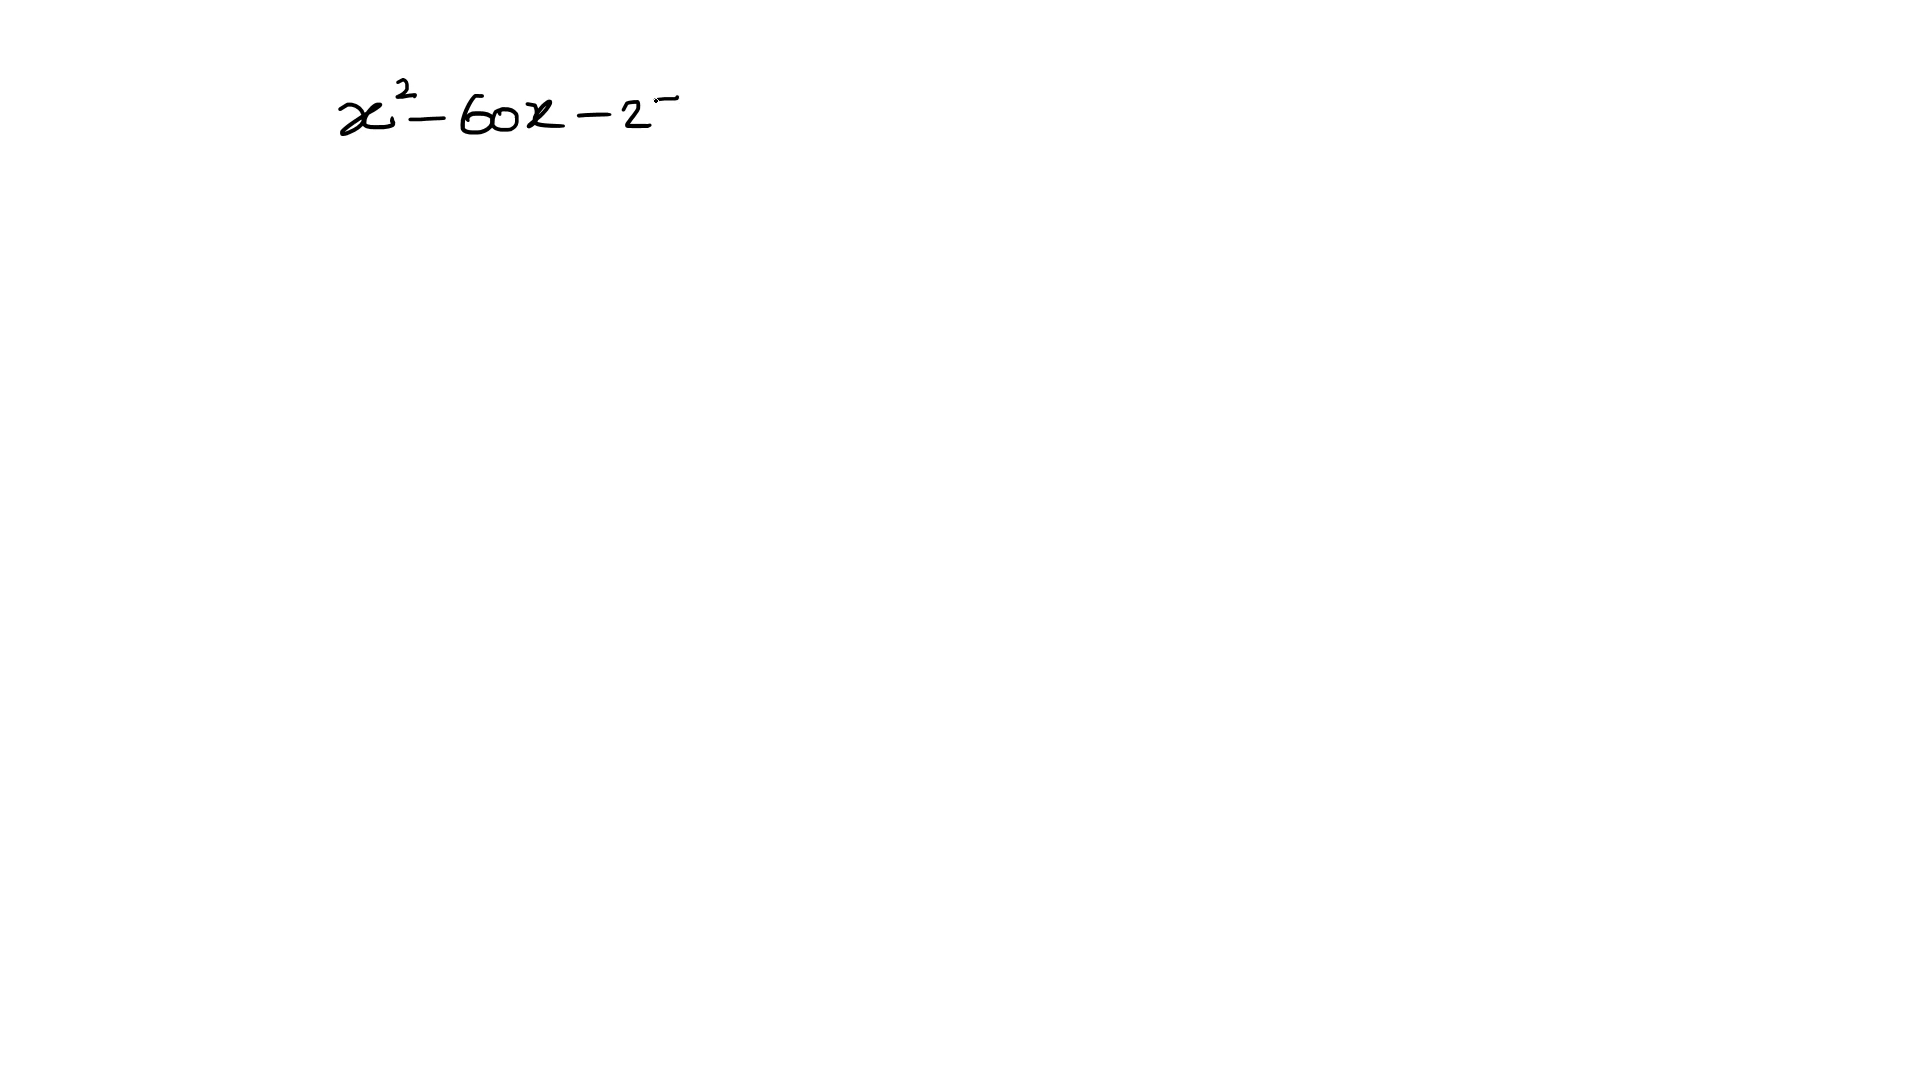 x² - 60x - 2